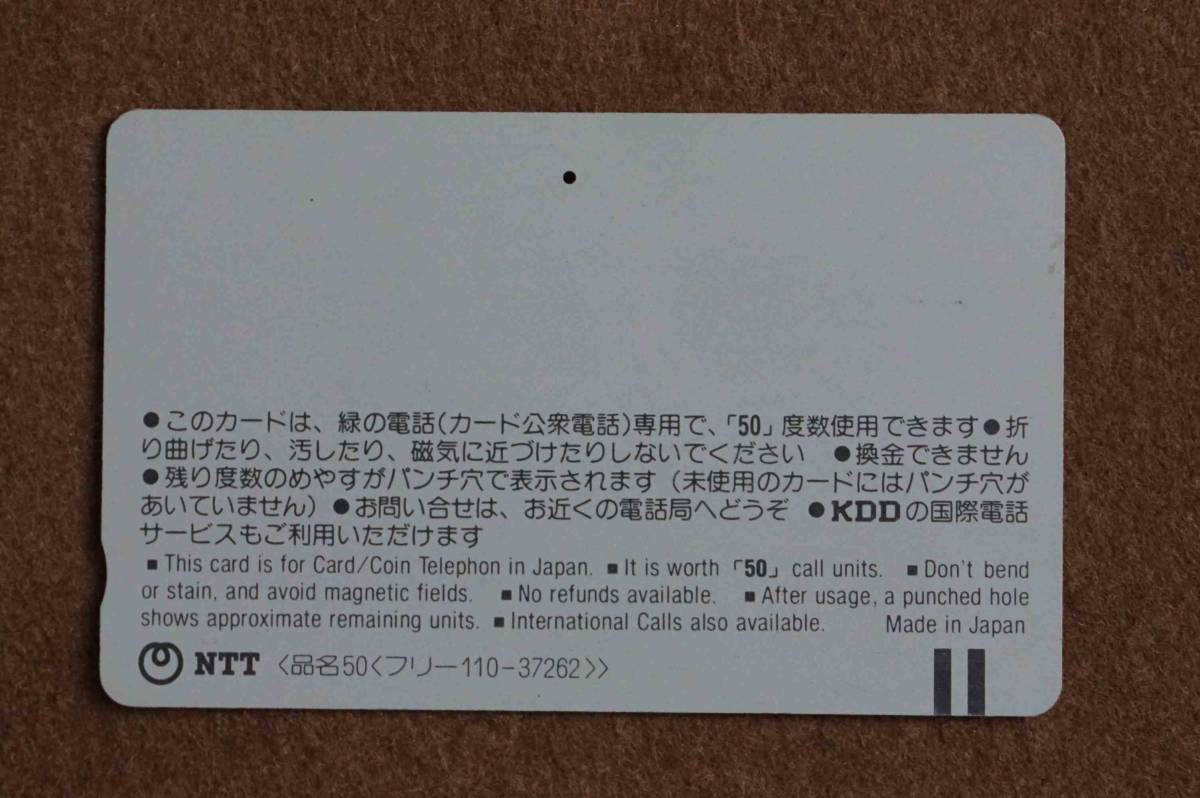 ●このカードは、緑の電話(カード公衆電話)専用で、「50」度数使用できます●折
り曲げたり、汚したり、磁気に近づけたりしないでください ●換金できません
●残り度数のめやすがパンチ穴で表示されます(未使用のカードにはパンチ穴が
あいていません)●お問い合せは、お近くの電話局へどうぞ ●KDDの国際電話
サービスもご利用いただけます
■This card is for Card/Coin Telephon in Japan. ■It is worth「50」call units. ■Don't bend
or stain, and avoid magnetic fields. ■No refunds available. ■After usage, a punched hole
shows approximate remaining units. ■International Calls also available. Made in Japan
NTT〈品名50〈フリー110-37262〉〉